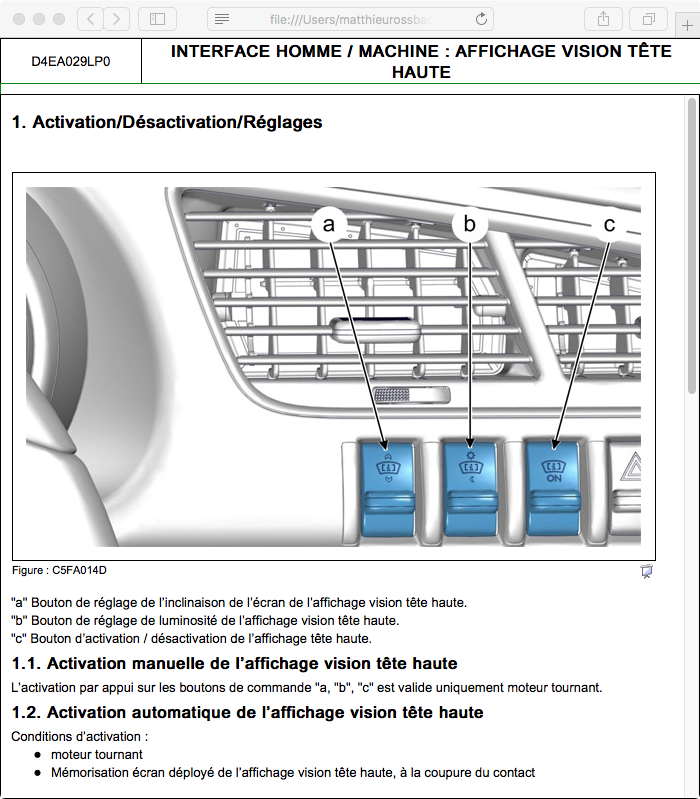 file:///Users/matthieurossba
D4EA029LP0
INTERFACE HOMME / MACHINE : AFFICHAGE VISION TÊTE
HAUTE
1. Activation/Désactivation/Réglages
a
b
c
ON
Figure : C5FA014D
"a" Bouton de réglage de l’inclinaison de l’écran de l’affichage vision tête haute.
"b" Bouton de réglage de luminosité de l’affichage vision tête haute.
"c" Bouton d’activation / désactivation de l’affichage tête haute.
1.1. Activation manuelle de l’affichage vision tête haute
L’activation par appui sur les boutons de commande "a, "b", "c" est valide uniquement moteur tournant.
1.2. Activation automatique de l’affichage vision tête haute
Conditions d’activation :
● moteur tournant
● Mémorisation écran déployé de l’affichage vision tête haute, à la coupure du contact